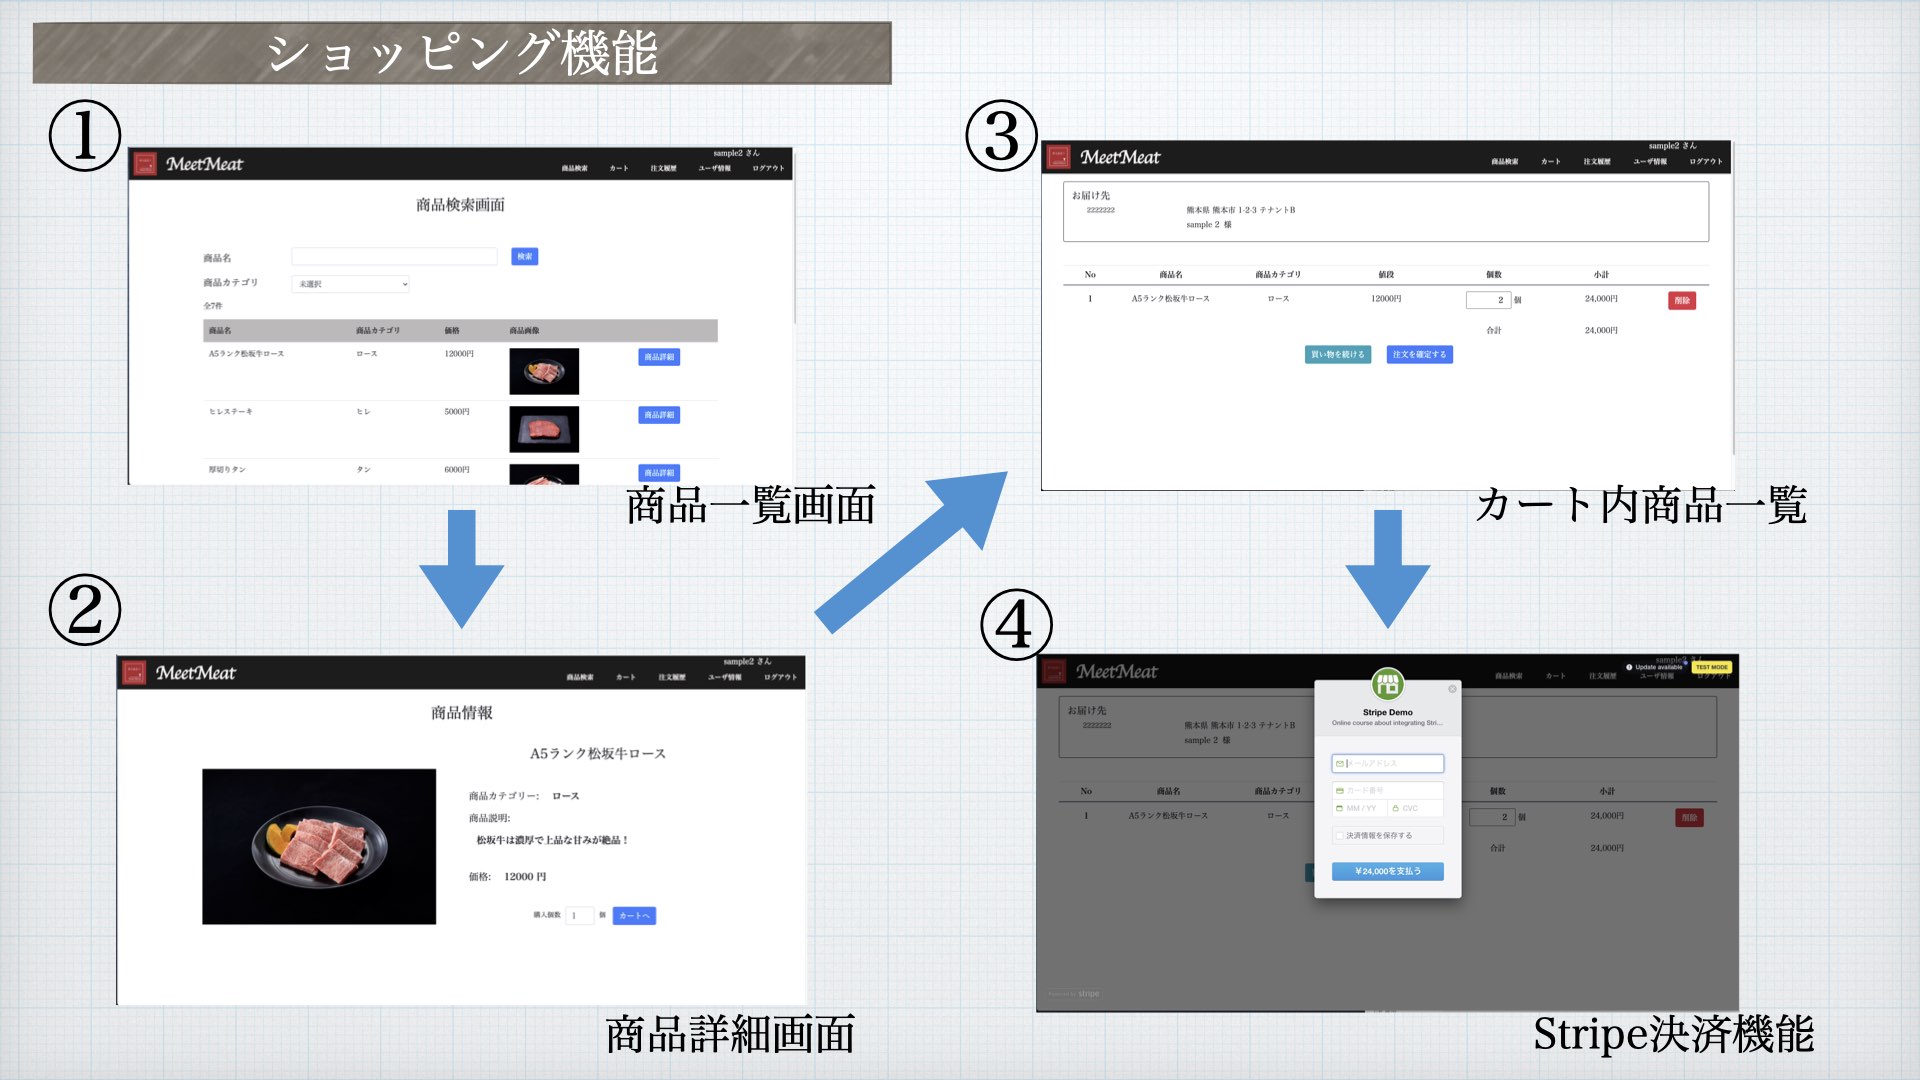 ショッピング機能
①
MeetMeat
sample2 さん
商品検索 カート 注文履歴 ユーザ情報 ログアウト
商品検索画面
商品名 検索
商品カテゴリ 未選択
全7件
商品名 商品カテゴリ 価格 商品画像
A5ランク松坂牛ロース ロース 12000円 商品詳細
ヒレステーキ ヒレ 5000円 商品詳細
厚切りタン タン 6000円 商品詳細
商品一覧画面
②
MeetMeat
sample2 さん
商品検索 カート 注文履歴 ユーザ情報 ログアウト
商品情報
A5ランク松坂牛ロース
商品カテゴリー: ロース
商品説明:
松坂牛は濃厚で上品な甘みが絶品！
価格: 12000 円
購入個数 1 個 カートへ
商品詳細画面
③
MeetMeat
sample2 さん
商品検索 カート 注文履歴 ユーザ情報 ログアウト
お届け先
2222222 熊本県 熊本市 1-2-3 テナントB
sample 2 様
No 商品名 商品カテゴリ 値段 個数 小計
1 A5ランク松坂牛ロース ロース 12000円 2 個 24,000円 削除
合計 24,000円
買い物を続ける 注文を確定する
カート内商品一覧
④
MeetMeat
sample2 さん
Update available TEST MODE
商品検索 カート 注文履歴 ユーザ情報 ログアウト
お届け先
2222222 熊本県 熊本市 1-2-3 テナントB
sample 2 様
No 商品名 商品カテゴリ 個数 小計
1 A5ランク松坂牛ロース ロース 2 個 24,000円 削除
合計 24,000円
Stripe Demo
Online course about integrating Stri...
メールアドレス
カード番号
MM / YY CVC
決済情報を保存する
¥24,000を支払う
Powered by stripe
Stripe決済機能